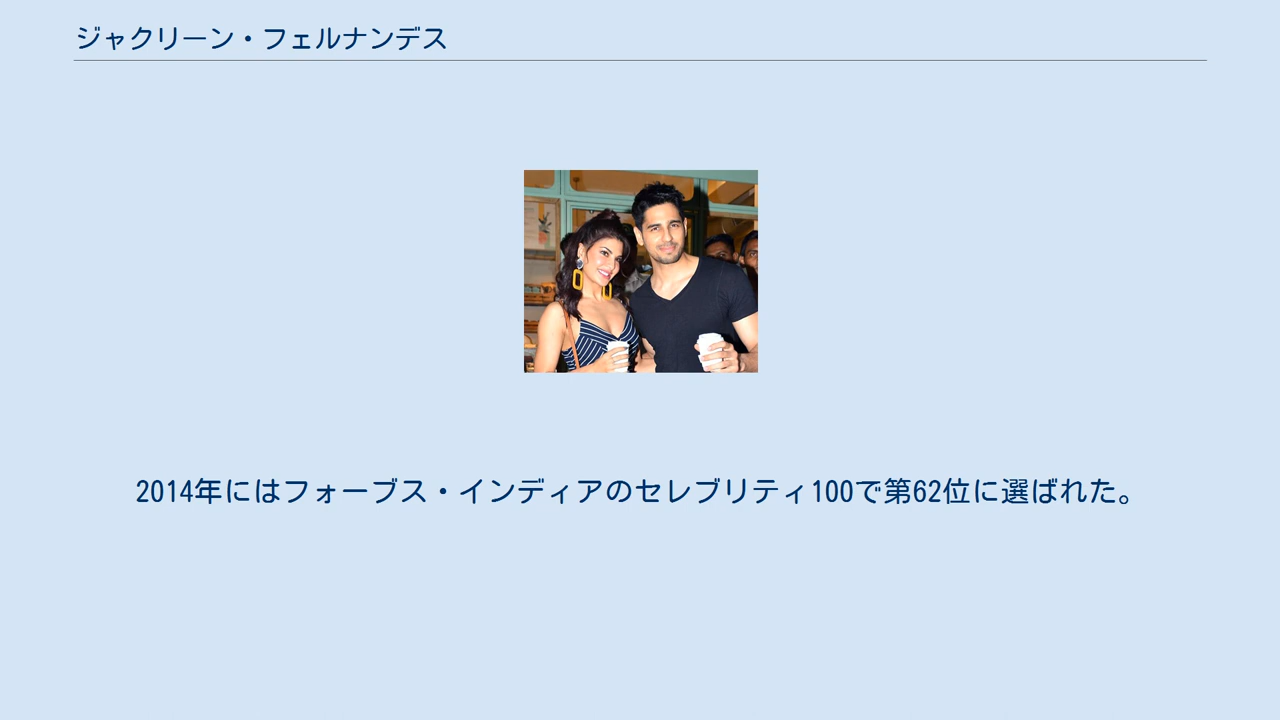 ジャクリーン・フェルナンデス
2014年にはフォーブス・インディアのセレブリティ100で第62位に選ばれた。